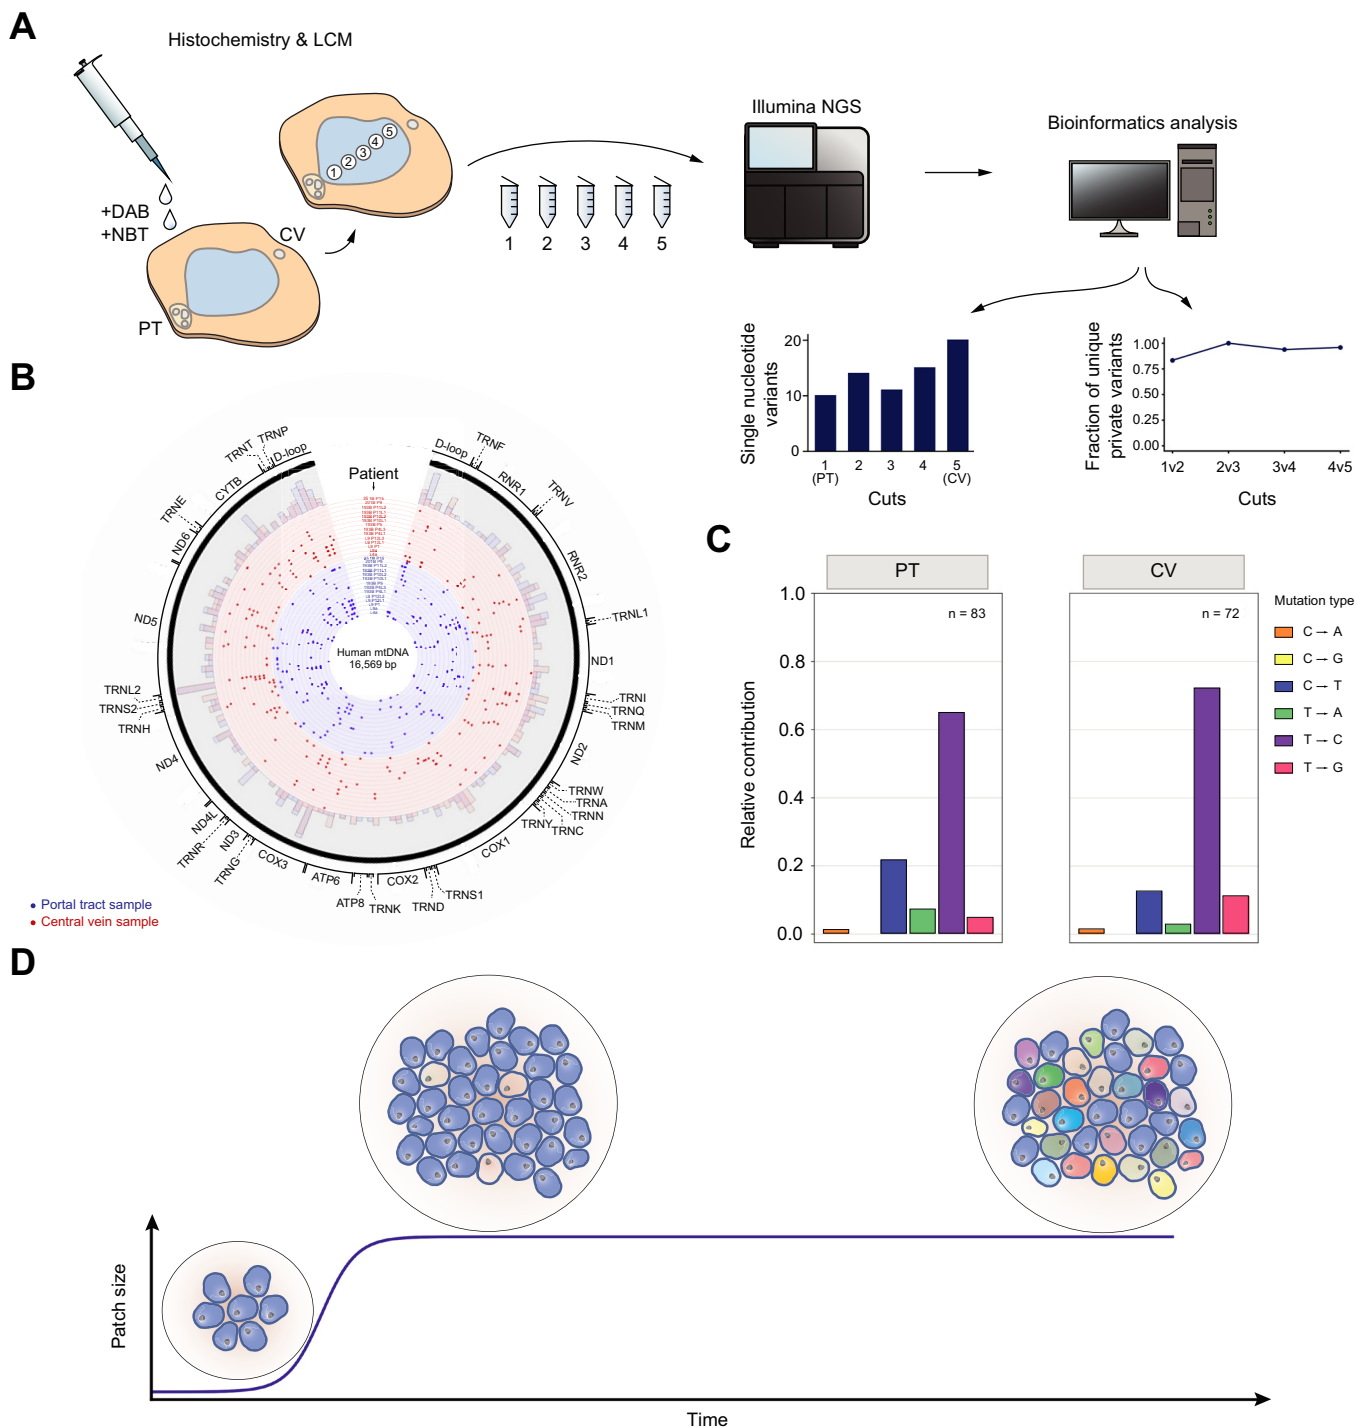 A
Histochemistry & LCM
+DAB
+NBT
CV
PT
1
2
3
4
5
1
2
3
4
5
Illumina NGS
Bioinformatics analysis
Single nucleotide
variants
20
10
0
1
(PT)
2
3
4
5
(CV)
Cuts
Fraction of unique
private variants
1.00
0.75
0.50
0.25
0.00
1v2
2v3
3v4
4v5
Cuts
B
Patient
Human mtDNA
16,569 bp
D-loop
TRNF
RNR1
TRNV
RNR2
TRNL1
ND1
TRNI
TRNQ
TRNM
ND2
TRNW
TRNA
TRNN
TRNC
TRNY
COX1
TRNS1
TRND
COX2
TRNK
ATP8
ATP6
COX3
TRNG
ND3
TRNR
ND4L
ND4
TRNH
TRNS2
TRNL2
ND5
ND6
TRNE
CYTB
TRNT
TRNP
D-loop
Portal tract sample
Central vein sample
C
PT
CV
n = 83
n = 72
Relative contribution
1.0
0.8
0.6
0.4
0.2
0.0
Mutation type
C → A
C → G
C → T
T → A
T → C
T → G
D
Patch size
Time